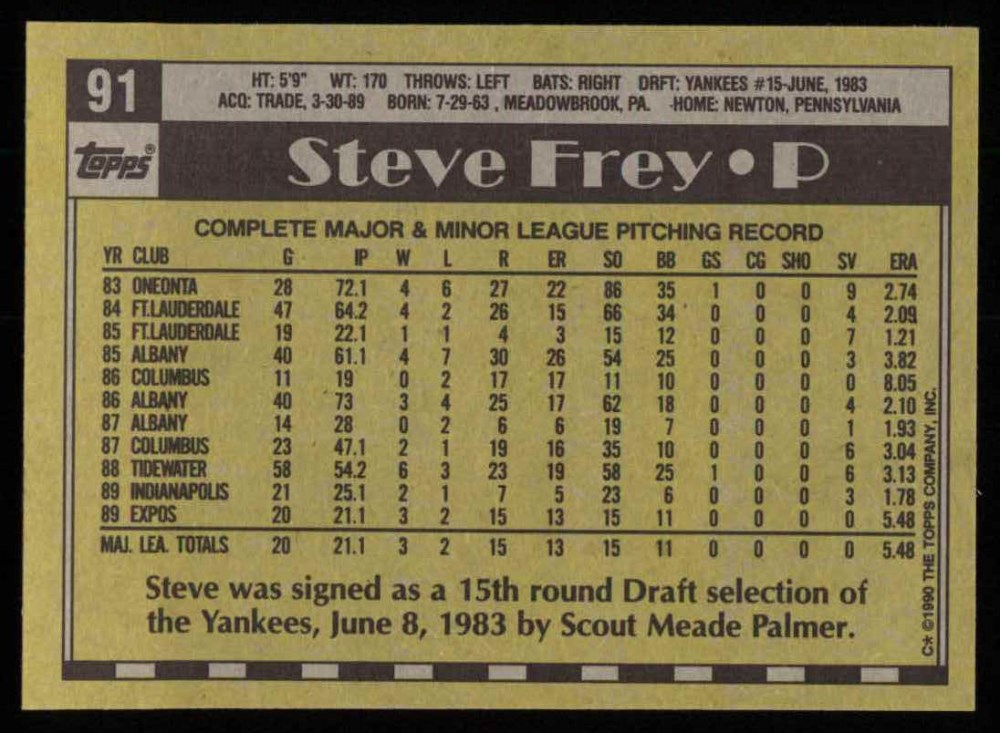 91
HT: 5'9" WT: 170 THROWS: LEFT BATS: RIGHT DRFT: YANKEES #15-JUNE, 1983
ACQ: TRADE, 3-30-89 BORN: 7-29-63 , MEADOWBROOK, PA. -HOME: NEWTON, PENNSYLVANIA
topps®
Steve Frey • P
COMPLETE MAJOR & MINOR LEAGUE PITCHING RECORD
YR CLUB G IP W L R ER SO BB GS CG SHO SV ERA
83 ONEONTA 28 72.1 4 6 27 22 86 35 1 0 0 9 2.74
84 FT.LAUDERDALE 47 64.2 4 2 26 15 66 34 0 0 0 4 2.09
85 FT.LAUDERDALE 19 22.1 1 1 4 3 15 12 0 0 0 7 1.21
85 ALBANY 40 61.1 4 7 30 26 54 25 0 0 0 3 3.82
86 COLUMBUS 11 19 0 2 17 17 11 10 0 0 0 0 8.05
86 ALBANY 40 73 3 4 25 17 62 18 0 0 0 4 2.10
87 ALBANY 14 28 0 2 6 6 19 7 0 0 0 1 1.93
87 COLUMBUS 23 47.1 2 1 19 16 35 10 0 0 0 6 3.04
88 TIDEWATER 58 54.2 6 3 23 19 58 25 1 0 0 6 3.13
89 INDIANAPOLIS 21 25.1 2 1 7 5 23 6 0 0 0 3 1.78
89 EXPOS 20 21.1 3 2 15 13 15 11 0 0 0 0 5.48
MAJ. LEA. TOTALS 20 21.1 3 2 15 13 15 11 0 0 0 0 5.48
Steve was signed as a 15th round Draft selection of
the Yankees, June 8, 1983 by Scout Meade Palmer.
C* ©1990 THE TOPPS COMPANY, INC.